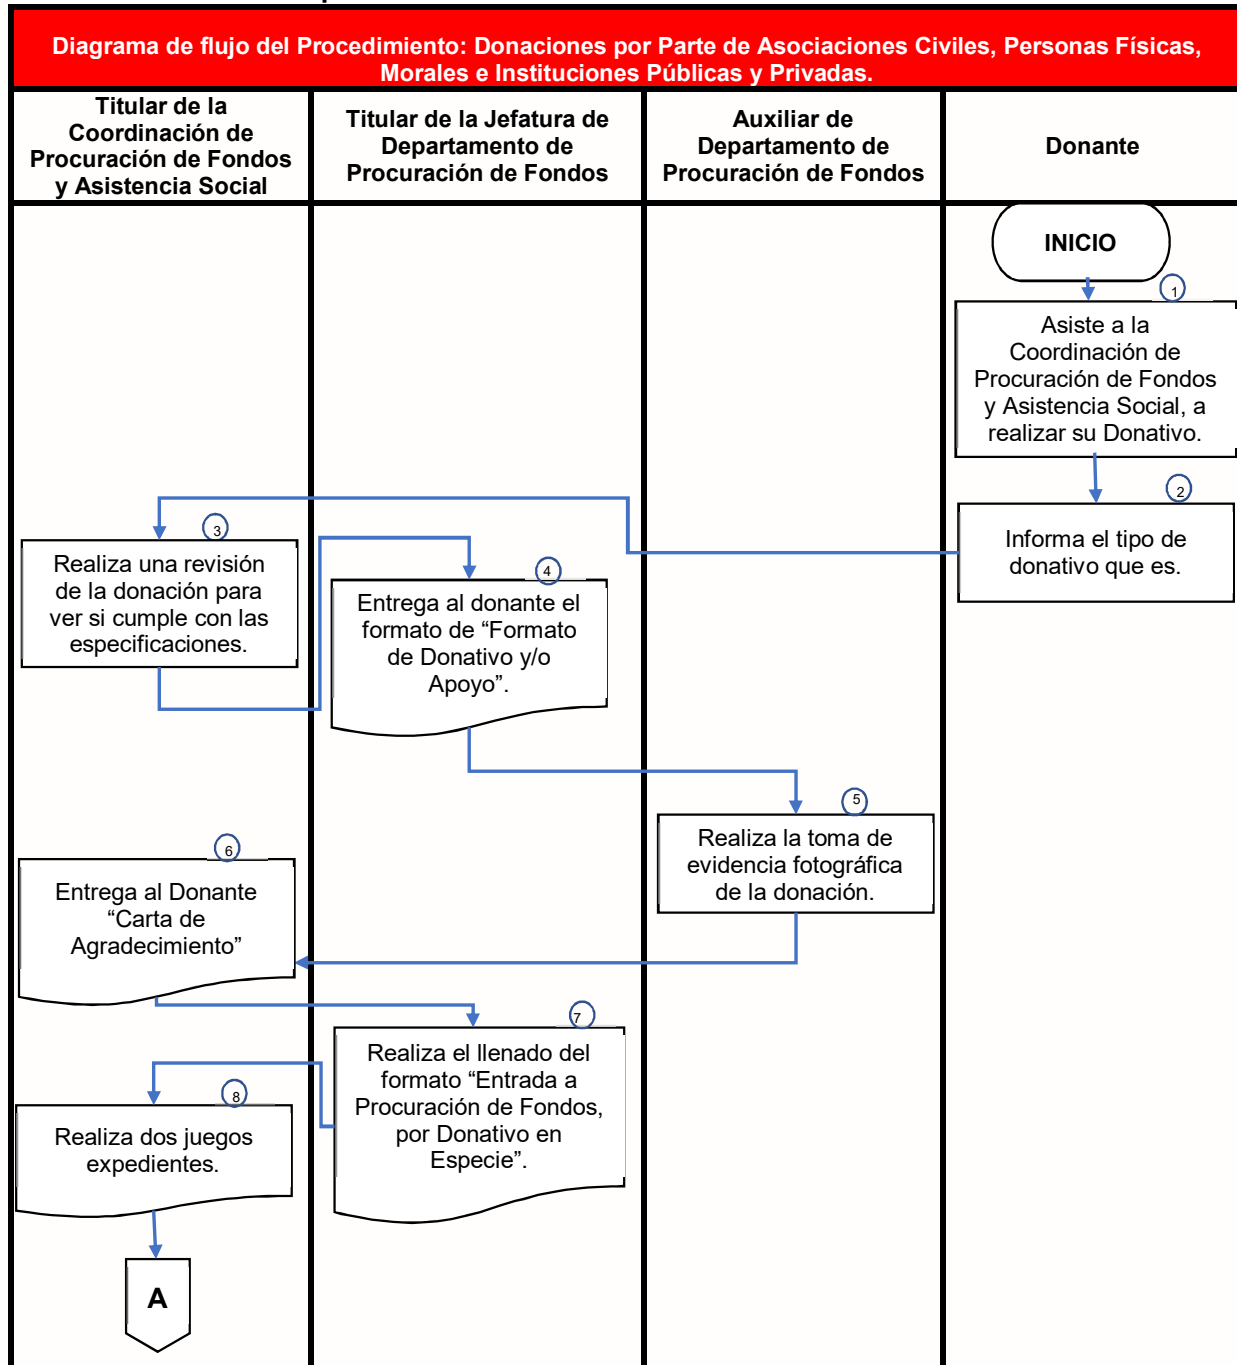 Diagrama de flujo del Procedimiento: Donaciones por Parte de Asociaciones Civiles, Personas Físicas,
Morales e Instituciones Públicas y Privadas.
Titular de la
Coordinación de
Procuración de Fondos
y Asistencia Social
Titular de la Jefatura de
Departamento de
Procuración de Fondos
Auxiliar de
Departamento de
Procuración de Fondos
Donante
INICIO
1
Asiste a la
Coordinación de
Procuración de Fondos
y Asistencia Social, a
realizar su Donativo.
2
Informa el tipo de
donativo que es.
3
Realiza una revisión
de la donación para
ver si cumple con las
especificaciones.
4
Entrega al donante el
formato de “Formato
de Donativo y/o
Apoyo”.
5
Realiza la toma de
evidencia fotográfica
de la donación.
6
Entrega al Donante
“Carta de
Agradecimiento”
7
Realiza el llenado del
formato “Entrada a
Procuración de Fondos,
por Donativo en
Especie”.
8
Realiza dos juegos
expedientes.
A